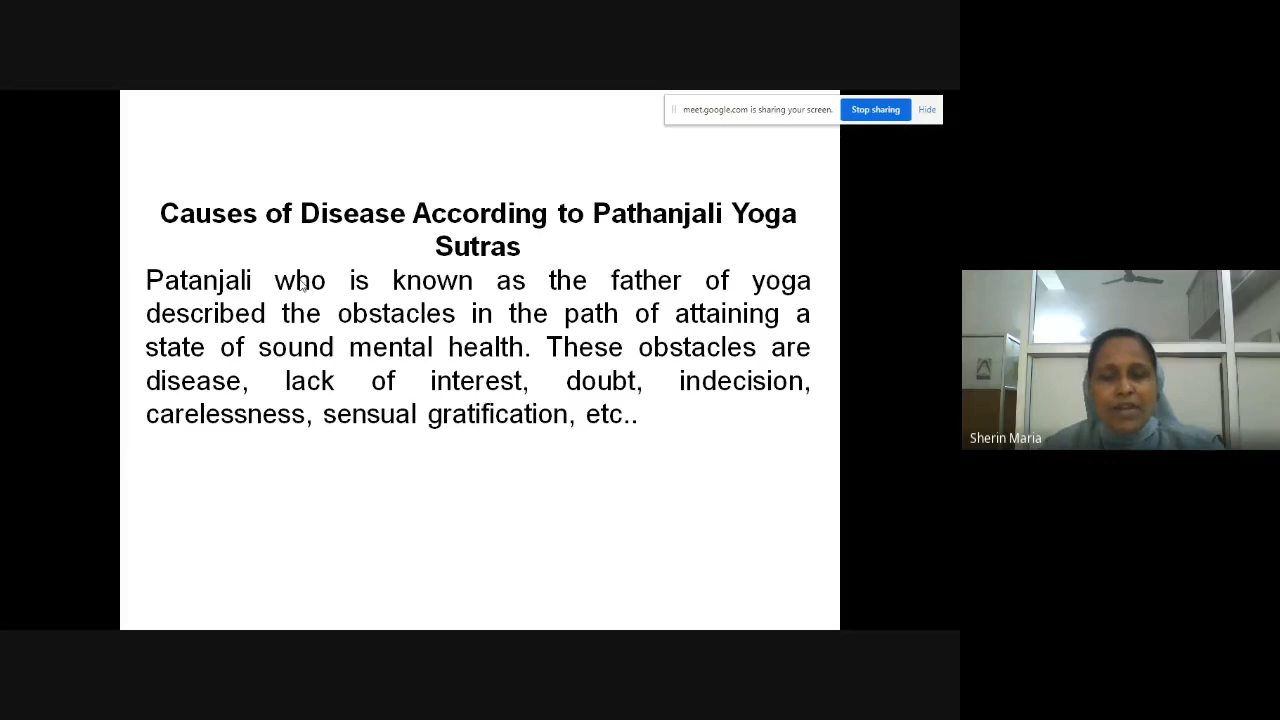 meet.google.com is sharing your screen.
Stop sharing
Hide
Causes of Disease According to Pathanjali Yoga
Sutras
Patanjali who is known as the father of yoga
described the obstacles in the path of attaining a
state of sound mental health. These obstacles are
disease, lack of interest, doubt, indecision,
carelessness, sensual gratification, etc..
Sherin Maria